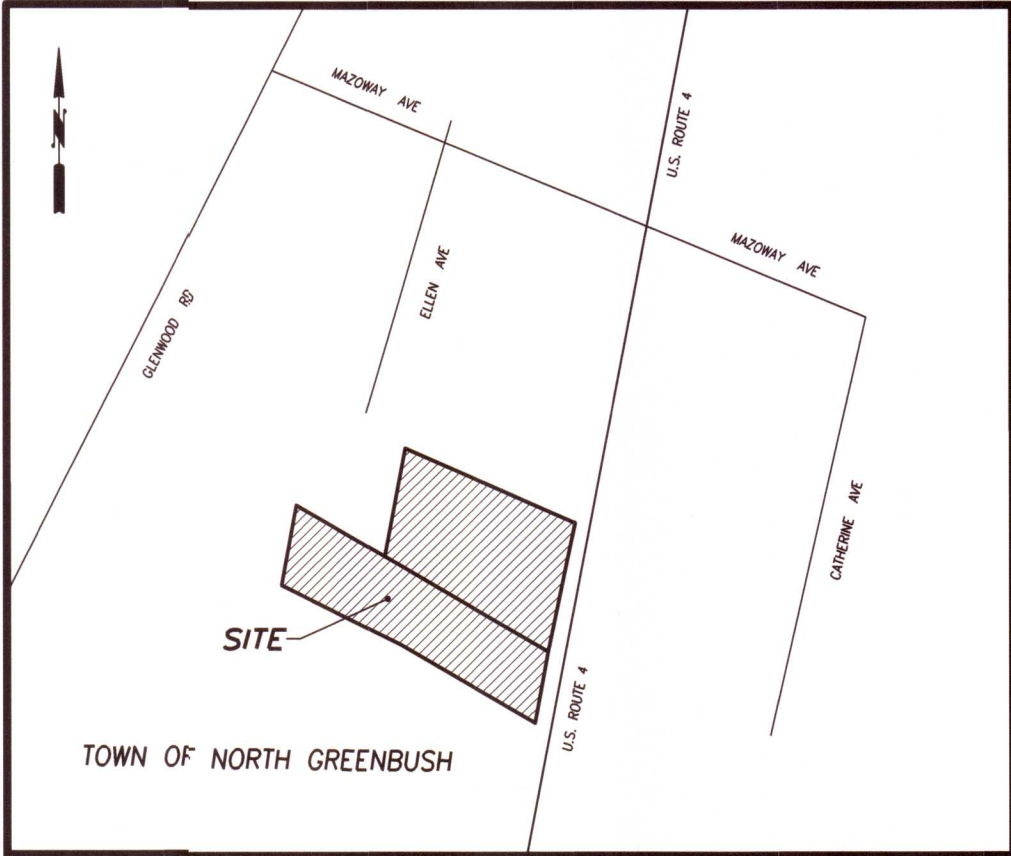 MAZOWAY AVE
U.S. ROUTE 4
N
MAZOWAY AVE
ELLEN AVE
GLENWOOD RD
CATHERINE AVE
SITE
U.S. ROUTE 4
TOWN OF NORTH GREENBUSH